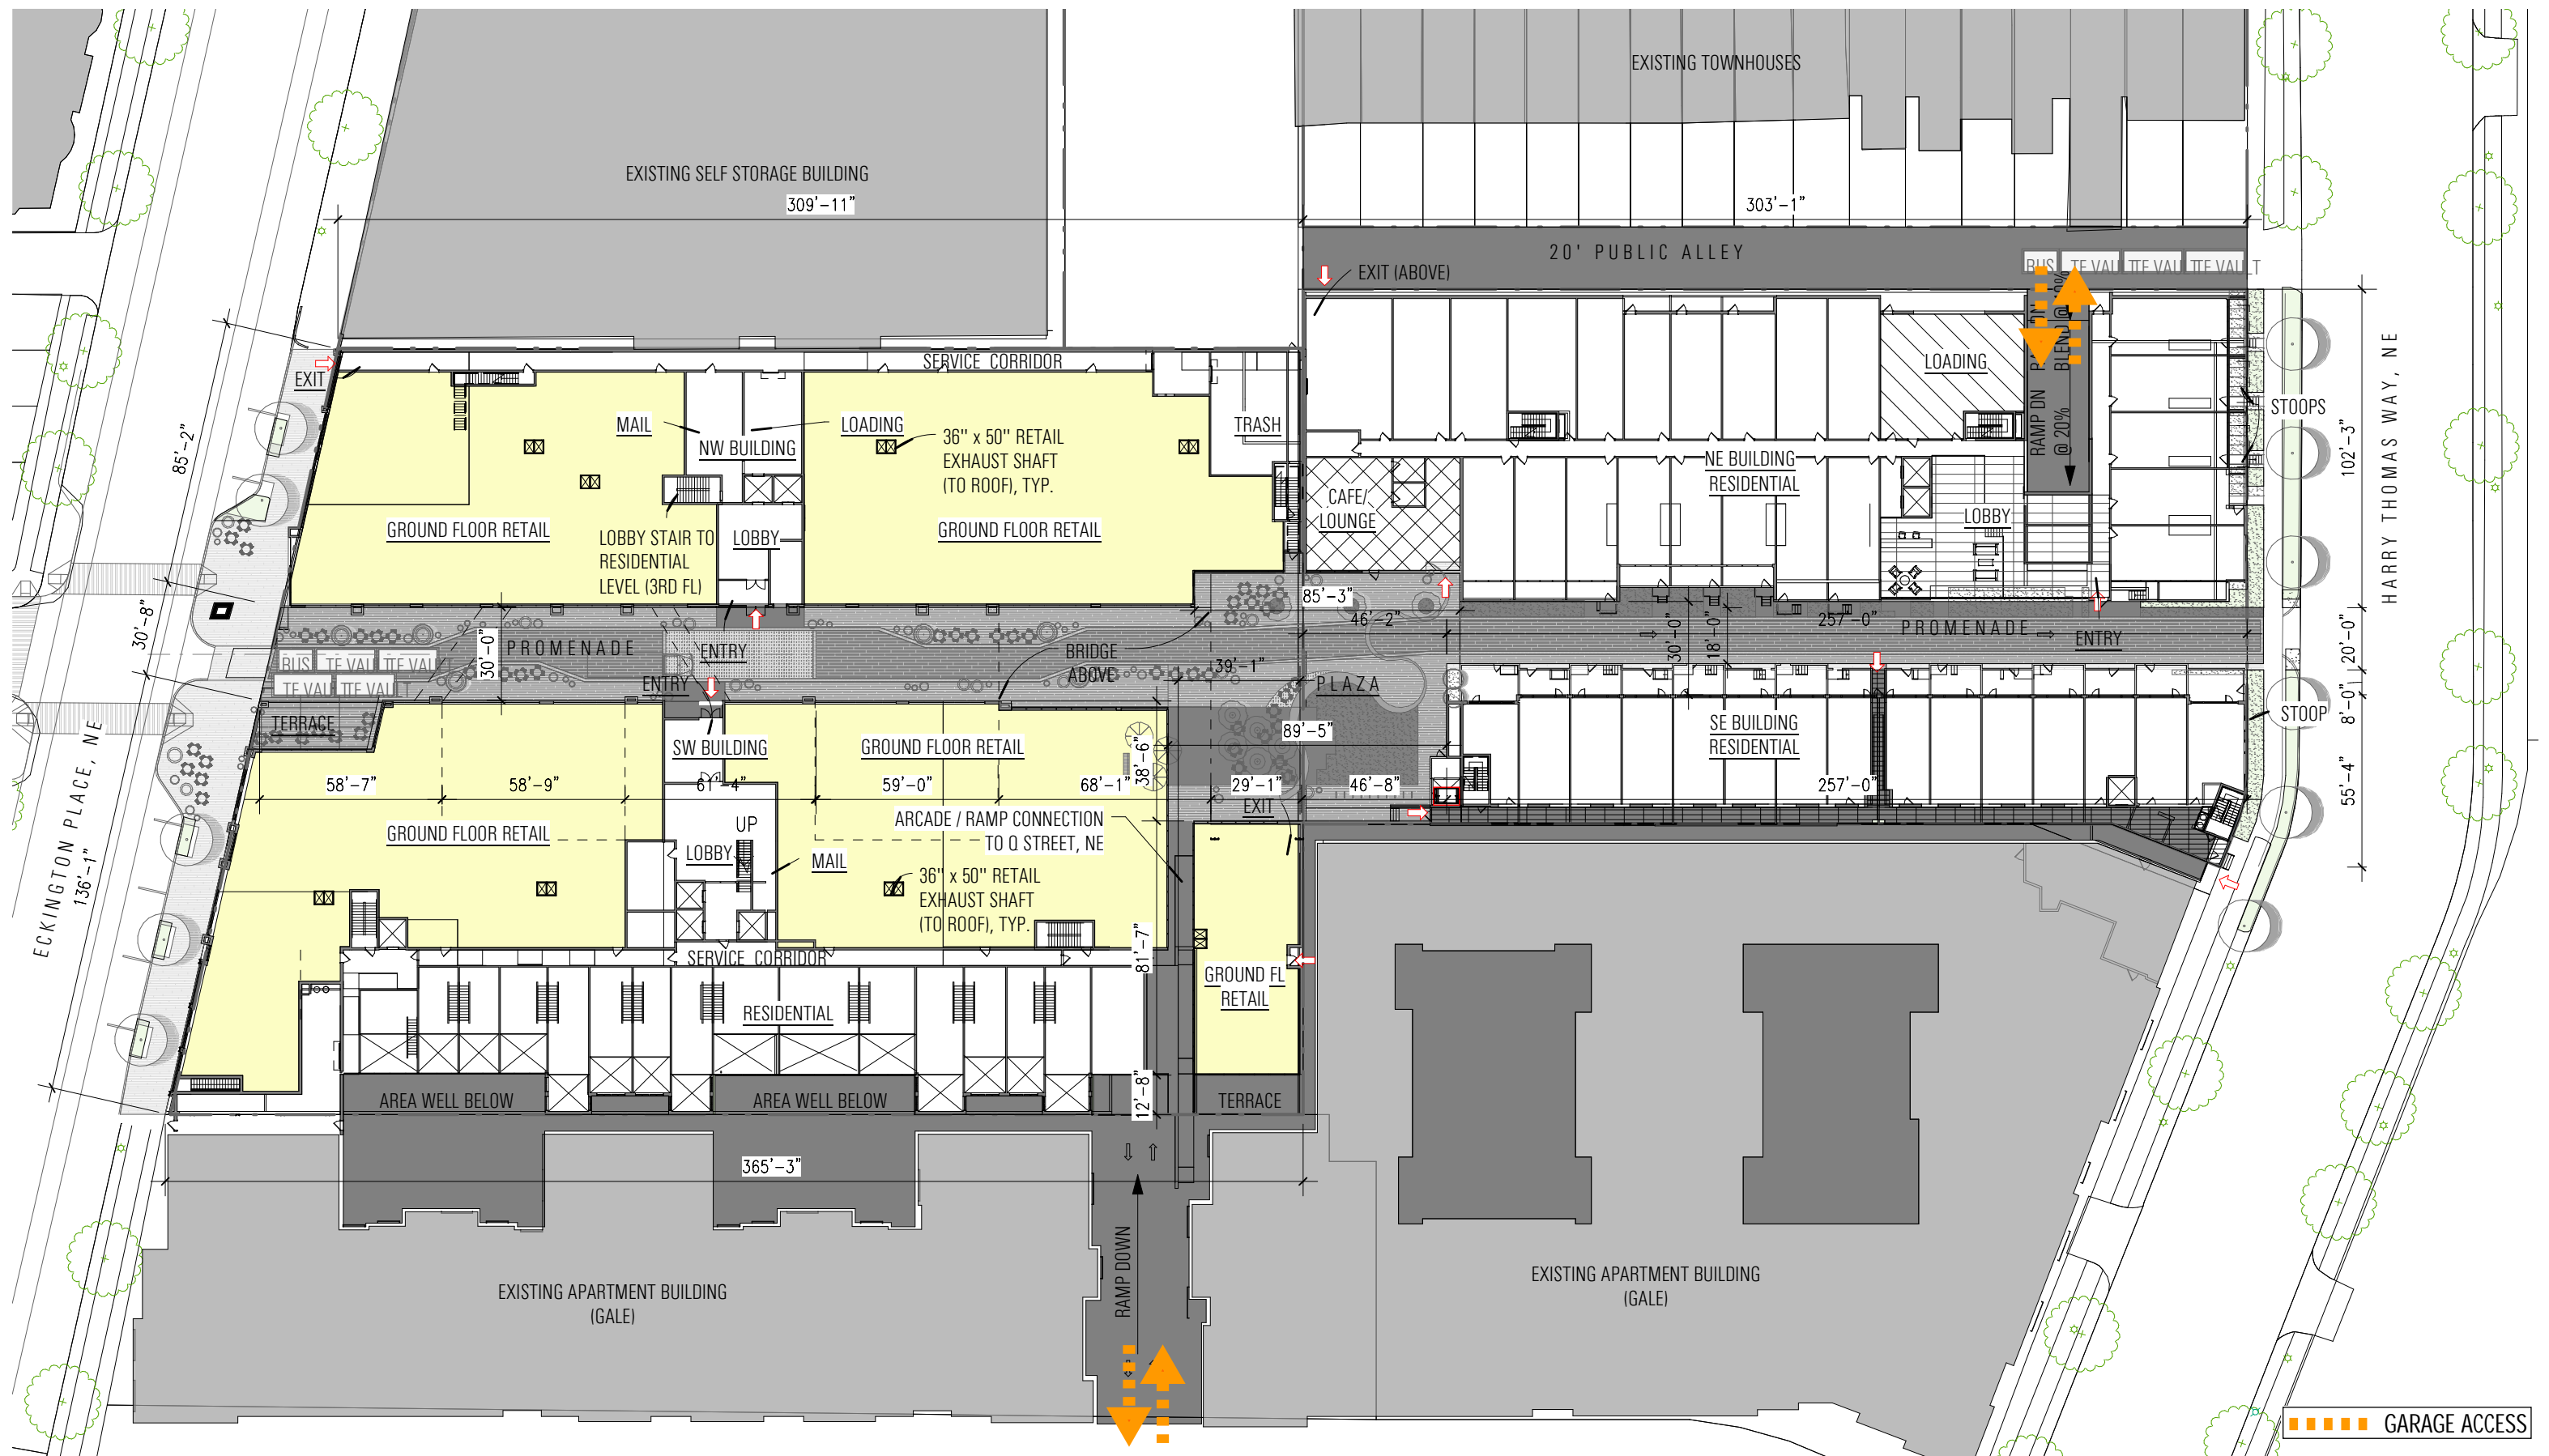 EXISTING TOWNHOUSES
EXISTING SELF STORAGE BUILDING
309'-11"
303'-1"
20' PUBLIC ALLEY
EXIT (ABOVE)
BUS
TE VAULT
SERVICE CORRIDOR
EXIT
LOADING
RAMP DN
@ 20%
STOOPS
HARRY THOMAS WAY, NE
102'-3"
85'-2"
MAIL
NW BUILDING
LOADING
TRASH
36" x 50" RETAIL
EXHAUST SHAFT
(TO ROOF), TYP.
NE BUILDING
RESIDENTIAL
CAFE/
LOUNGE
GROUND FLOOR RETAIL
LOBBY STAIR TO
RESIDENTIAL
LEVEL (3RD FL)
LOBBY
GROUND FLOOR RETAIL
LOBBY
85'-3"
46'-2"
257'-0"
30'-8"
30'-0"
PROMENADE
ENTRY
BRIDGE
ABOVE
39'-1"
30'-0"
18'-0"
PROMENADE
ENTRY
20'-0"
BUS
ENTRY
PLAZA
8'-0"
TERRACE
SW BUILDING
GROUND FLOOR RETAIL
89'-5"
SE BUILDING
RESIDENTIAL
STOOP
38'-6"
58'-7"
58'-9"
61'-4"
59'-0"
68'-1"
29'-1"
46'-8"
257'-0"
55'-4"
EXIT
ECKINGTON PLACE, NE
136'-1"
GROUND FLOOR RETAIL
UP
LOBBY
MAIL
ARCADE / RAMP CONNECTION
TO Q STREET, NE
36" x 50" RETAIL
EXHAUST SHAFT
(TO ROOF), TYP.
SERVICE CORRIDOR
81'-7"
GROUND FL
RETAIL
RESIDENTIAL
AREA WELL BELOW
AREA WELL BELOW
12'-8"
TERRACE
365'-3"
RAMP DOWN
EXISTING APARTMENT BUILDING
(GALE)
EXISTING APARTMENT BUILDING
(GALE)
GARAGE ACCESS